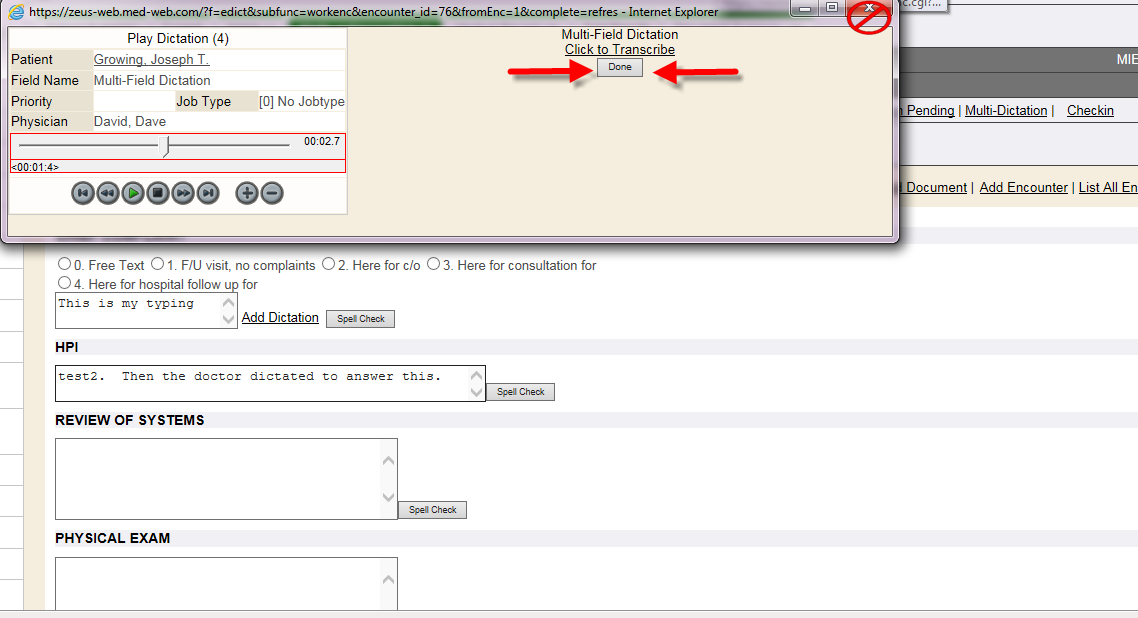 https://zeus-web.med-web.com/?f=edict&subfunc=workenc&encounter_id=76&fromEnc=1&complete=refres - Internet Explorer
nc.cgi?...
Play Dictation (4)
Multi-Field Dictation
Click to Transcribe
Done
Patient Growing, Joseph T.
Field Name Multi-Field Dictation
Priority Job Type [0] No Jobtype
Physician David, Dave
00:02.7
<00:01:4>
MIE
Pending | Multi-Dictation | Checkin
Document | Add Encounter | List All En
0. Free Text 1. F/U visit, no complaints 2. Here for c/o 3. Here for consultation for
4. Here for hospital follow up for
This is my typing
Add Dictation Spell Check
HPI
test2. Then the doctor dictated to answer this.
Spell Check
REVIEW OF SYSTEMS
Spell Check
PHYSICAL EXAM